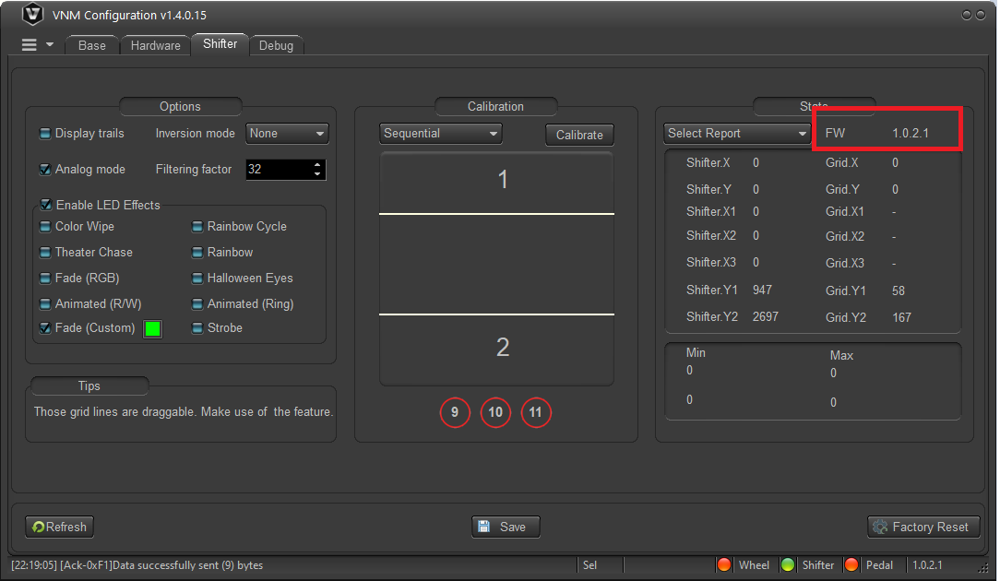 VNM Configuration v1.4.0.15
Base Hardware Shifter Debug
Options
Display trails Inversion mode None
Analog mode Filtering factor 32
Enable LED Effects
Color Wipe Rainbow Cycle
Theater Chase Rainbow
Fade (RGB) Halloween Eyes
Animated (R/W) Animated (Ring)
Fade (Custom) Strobe
Tips
Those grid lines are draggable. Make use of the feature.
Calibration
Sequential Calibrate
1
2
9 10 11
State
Select Report FW 1.0.2.1
Shifter.X 0 Grid.X 0
Shifter.Y 0 Grid.Y 0
Shifter.X1 0 Grid.X1 -
Shifter.X2 0 Grid.X2 -
Shifter.X3 0 Grid.X3 -
Shifter.Y1 947 Grid.Y1 58
Shifter.Y2 2697 Grid.Y2 167
Min Max
0 0
0 0
Refresh Save Factory Reset
[22:19:05] [Ack-0xF1]Data successfully sent (9) bytes Sel Wheel Shifter Pedal 1.0.2.1